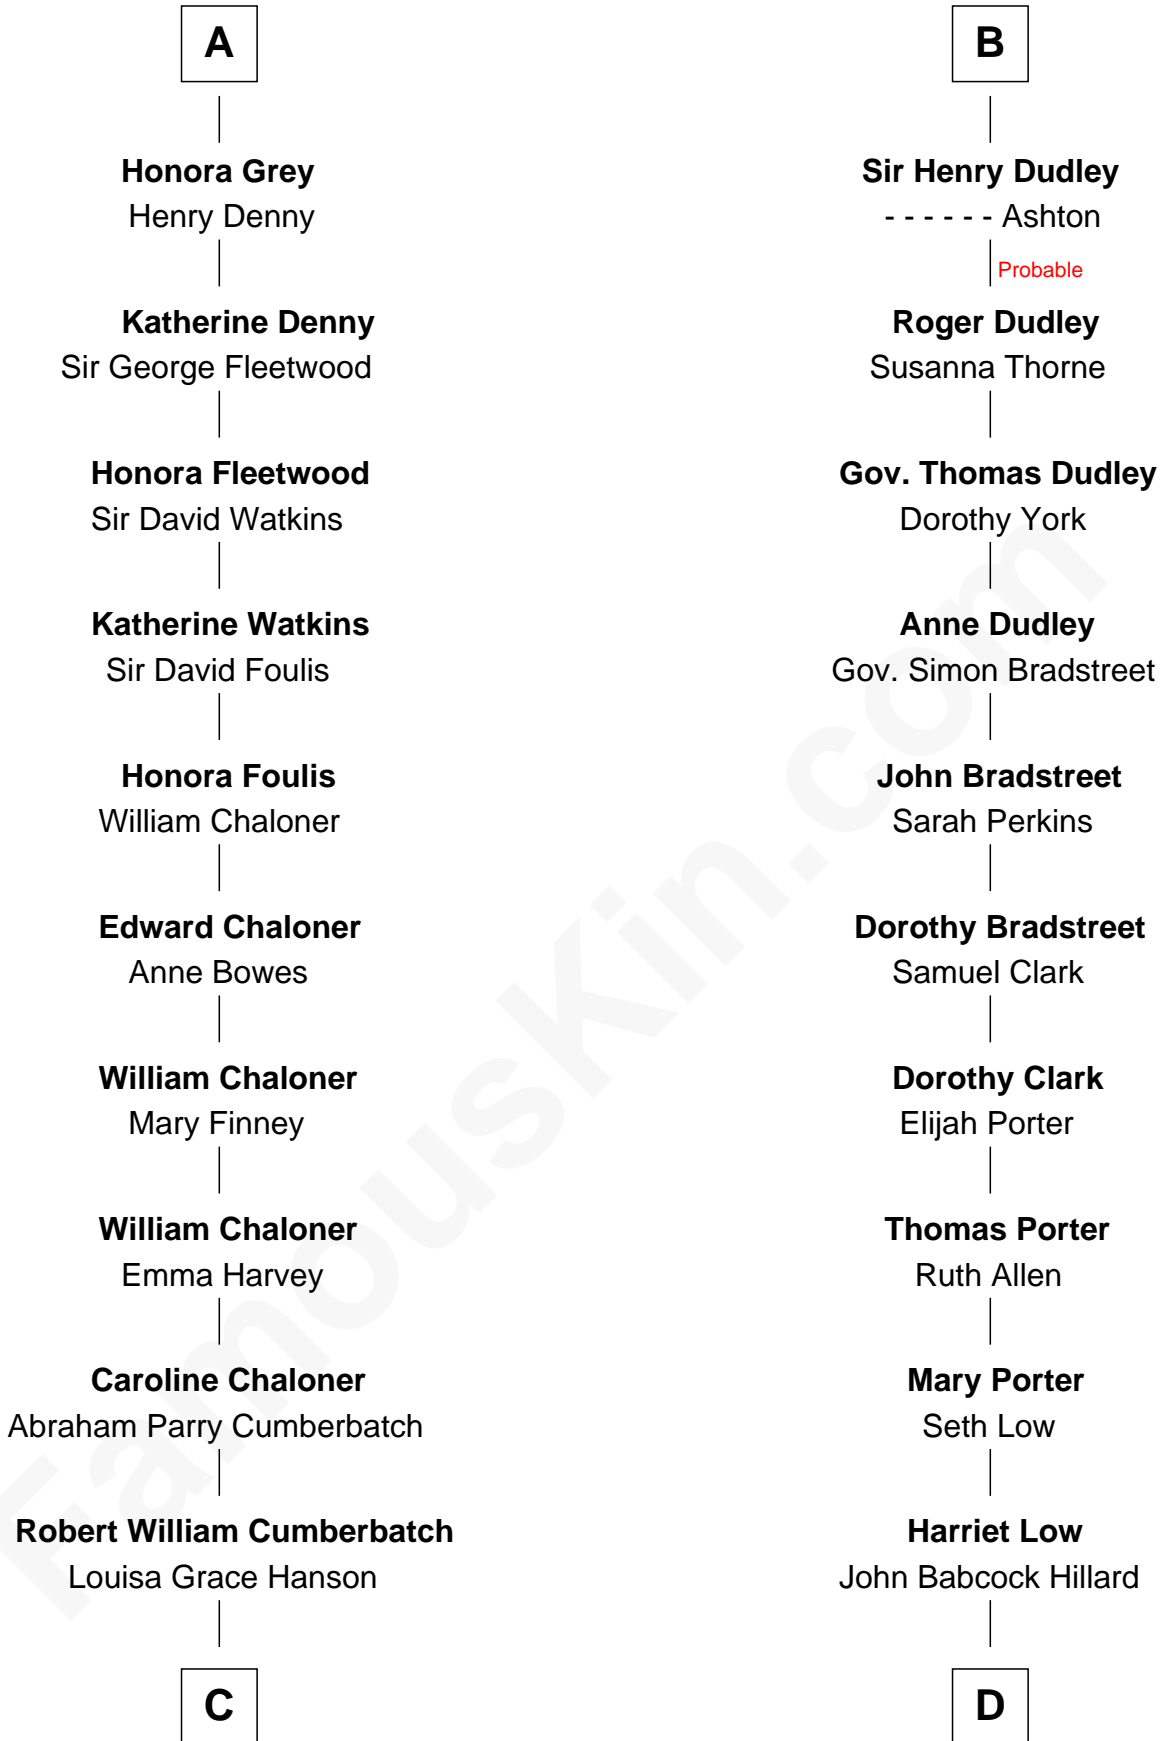 A
Honora Grey
Henry Denny
Katherine Denny
Sir George Fleetwood
Honora Fleetwood
Sir David Watkins
Katherine Watkins
Sir David Foulis
Honora Foulis
William Chaloner
Edward Chaloner
Anne Bowes
William Chaloner
Mary Finney
William Chaloner
Emma Harvey
Caroline Chaloner
Abraham Parry Cumberbatch
Robert William Cumberbatch
Louisa Grace Hanson
C
B
Sir Henry Dudley
- - - - - - Ashton
Probable
Roger Dudley
Susanna Thorne
Gov. Thomas Dudley
Dorothy York
Anne Dudley
Gov. Simon Bradstreet
John Bradstreet
Sarah Perkins
Dorothy Bradstreet
Samuel Clark
Dorothy Clark
Elijah Porter
Thomas Porter
Ruth Allen
Mary Porter
Seth Low
Harriet Low
John Babcock Hillard
D
FamousKin.com